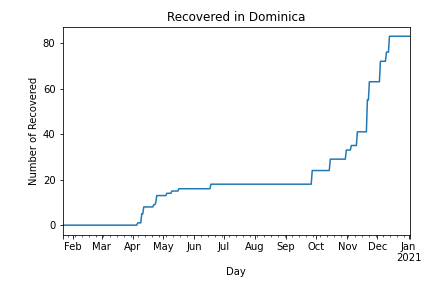 Recovered in Dominica
Number of Recovered
80
60
40
20
0
Feb Mar Apr May Jun Jul Aug Sep Oct Nov Dec Jan
2021
Day